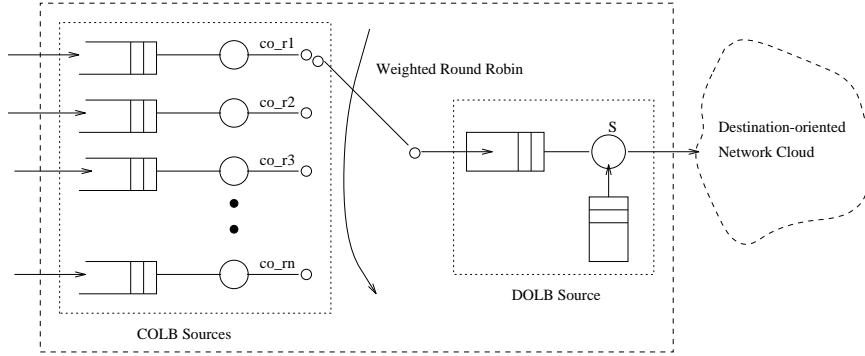 co_r1
co_r2
co_r3
co_rn
COLB Sources
Weighted Round Robin
S
DOLB Source
Destination-oriented
Network Cloud